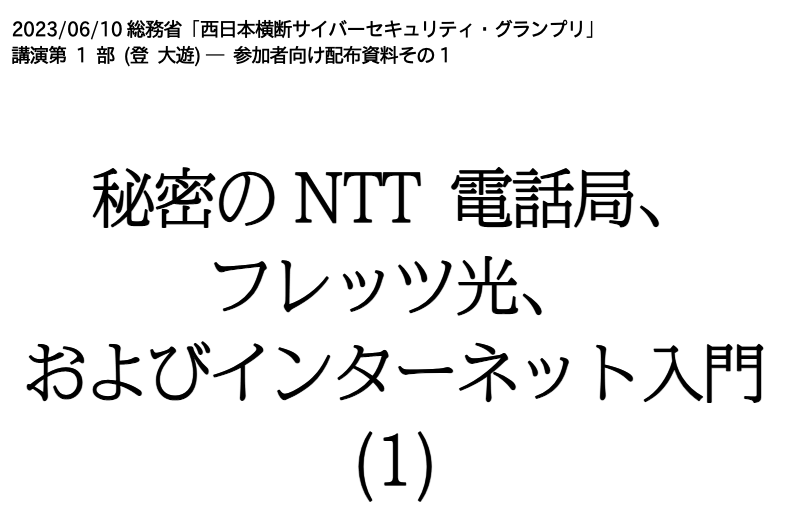 2023/06/10 総務省「西日本横断サイバーセキュリティ・グランプリ」
講演第 1 部 (登 大遊) ― 参加者向け配布資料その1
秘密の NTT 電話局、
フレッツ光、
およびインターネット入門
(1)